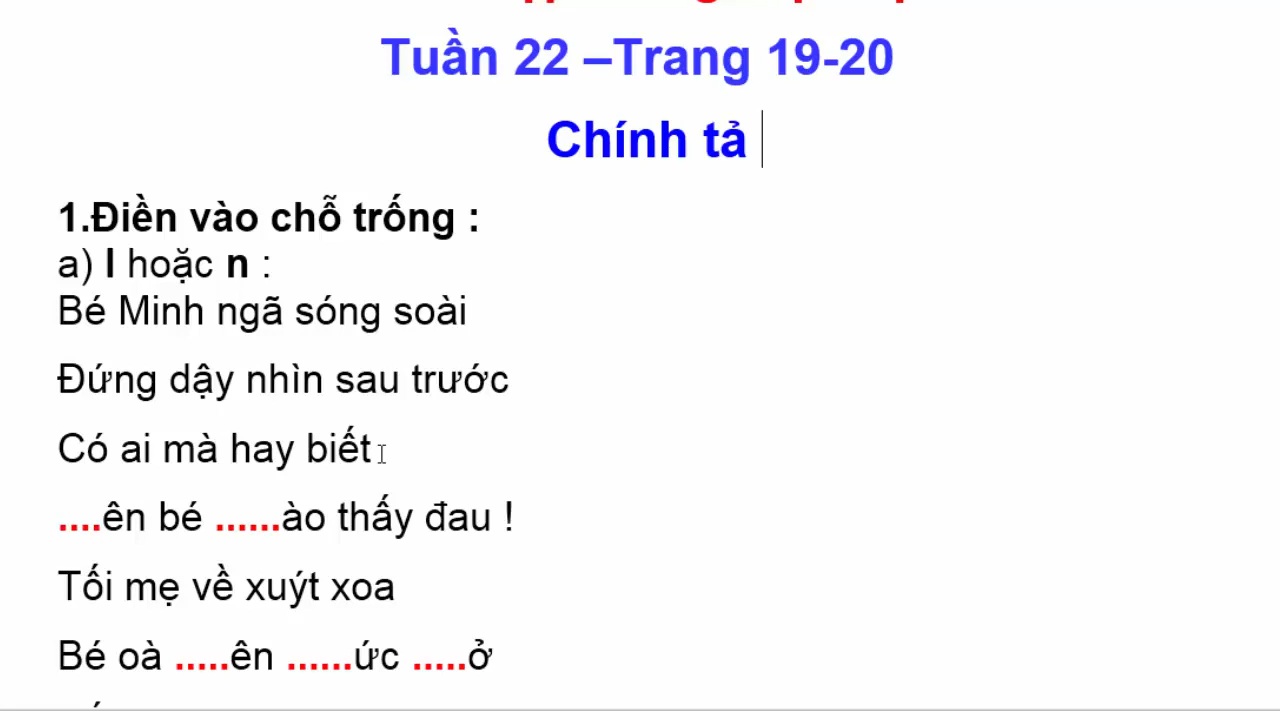 Tuần 22 –Trang 19-20
Chính tả
1.Điền vào chỗ trống :
a) l hoặc n :
Bé Minh ngã sóng soài
Đứng dậy nhìn sau trước
Có ai mà hay biết
....ên bé ......ào thấy đau !
Tối mẹ về xuýt xoa
Bé oà .....ên ......ức .....ở